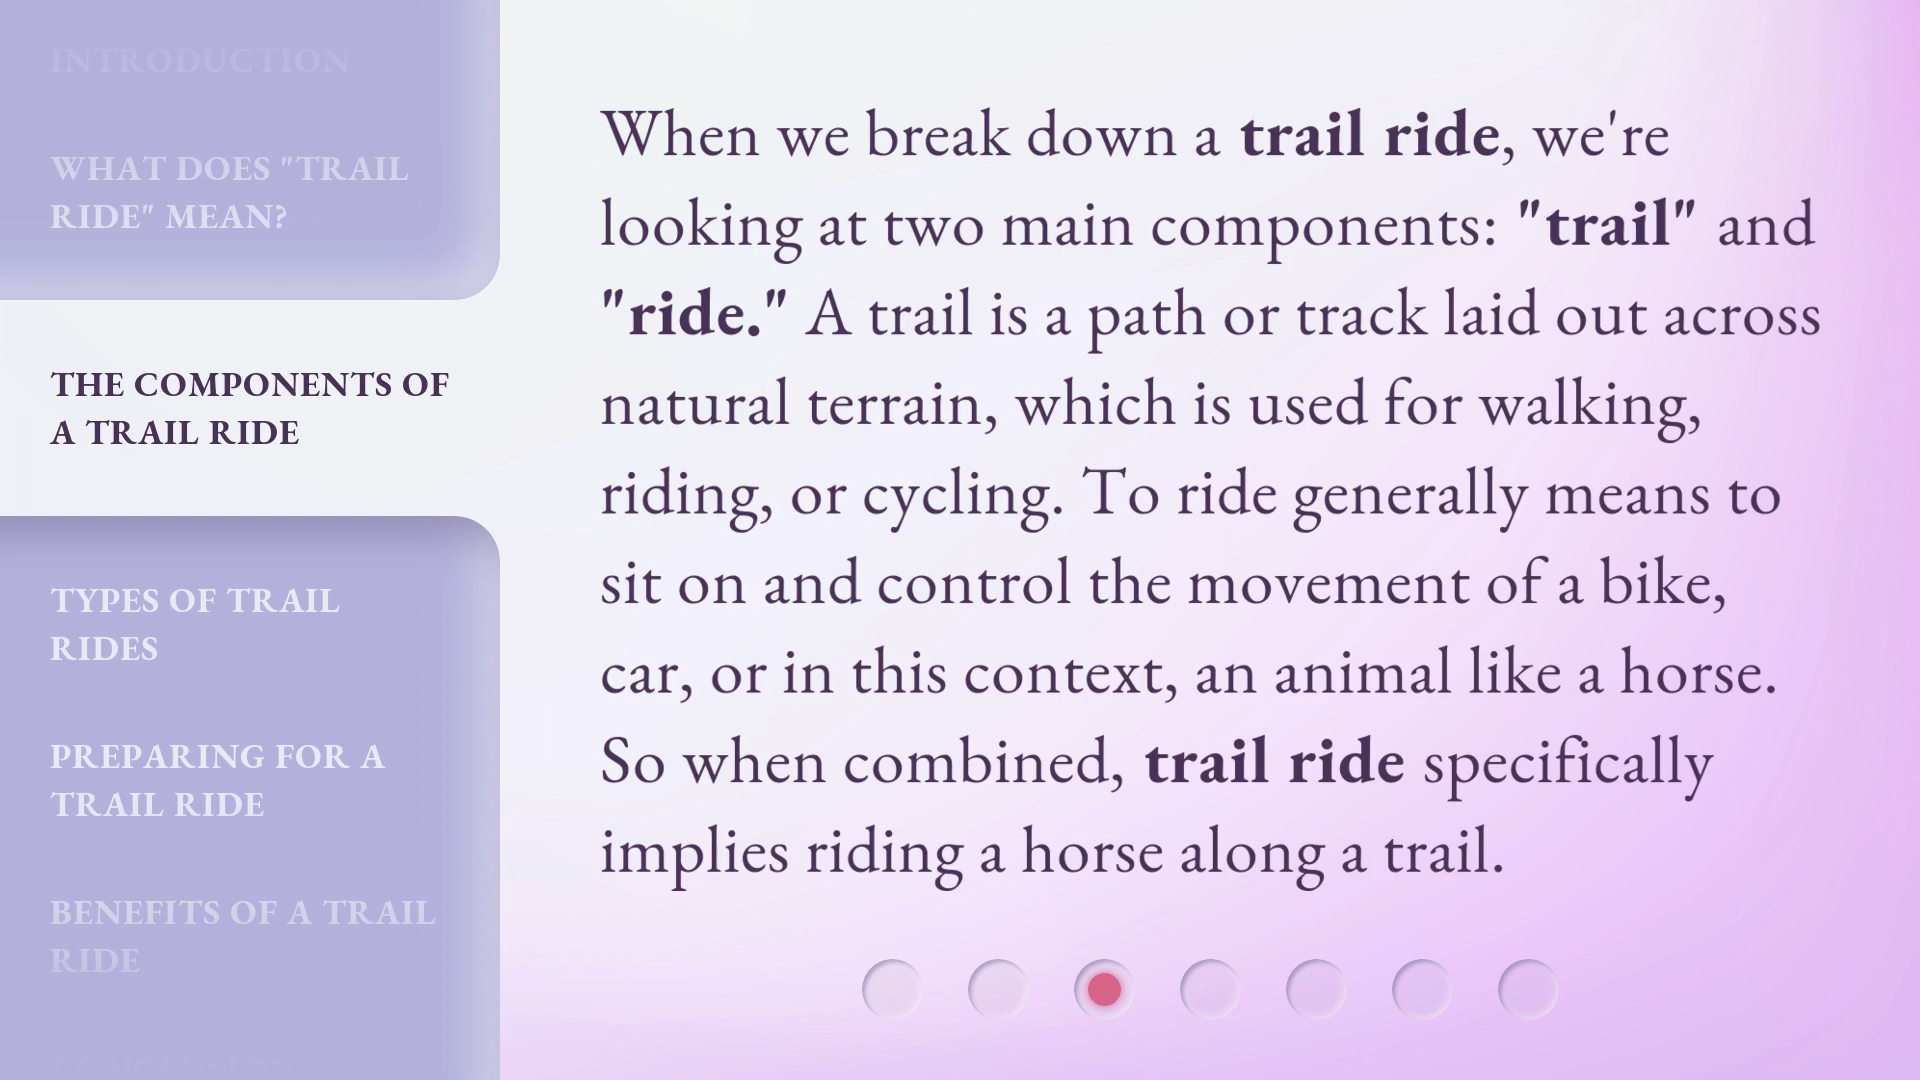 INTRODUCTION
WHAT DOES "TRAIL
RIDE" MEAN?
THE COMPONENTS OF
A TRAIL RIDE
TYPES OF TRAIL
RIDES
PREPARING FOR A
TRAIL RIDE
BENEFITS OF A TRAIL
RIDE
CONCLUSION
When we break down a trail ride, we're
looking at two main components: "trail" and
"ride." A trail is a path or track laid out across
natural terrain, which is used for walking,
riding, or cycling. To ride generally means to
sit on and control the movement of a bike,
car, or in this context, an animal like a horse.
So when combined, trail ride specifically
implies riding a horse along a trail.